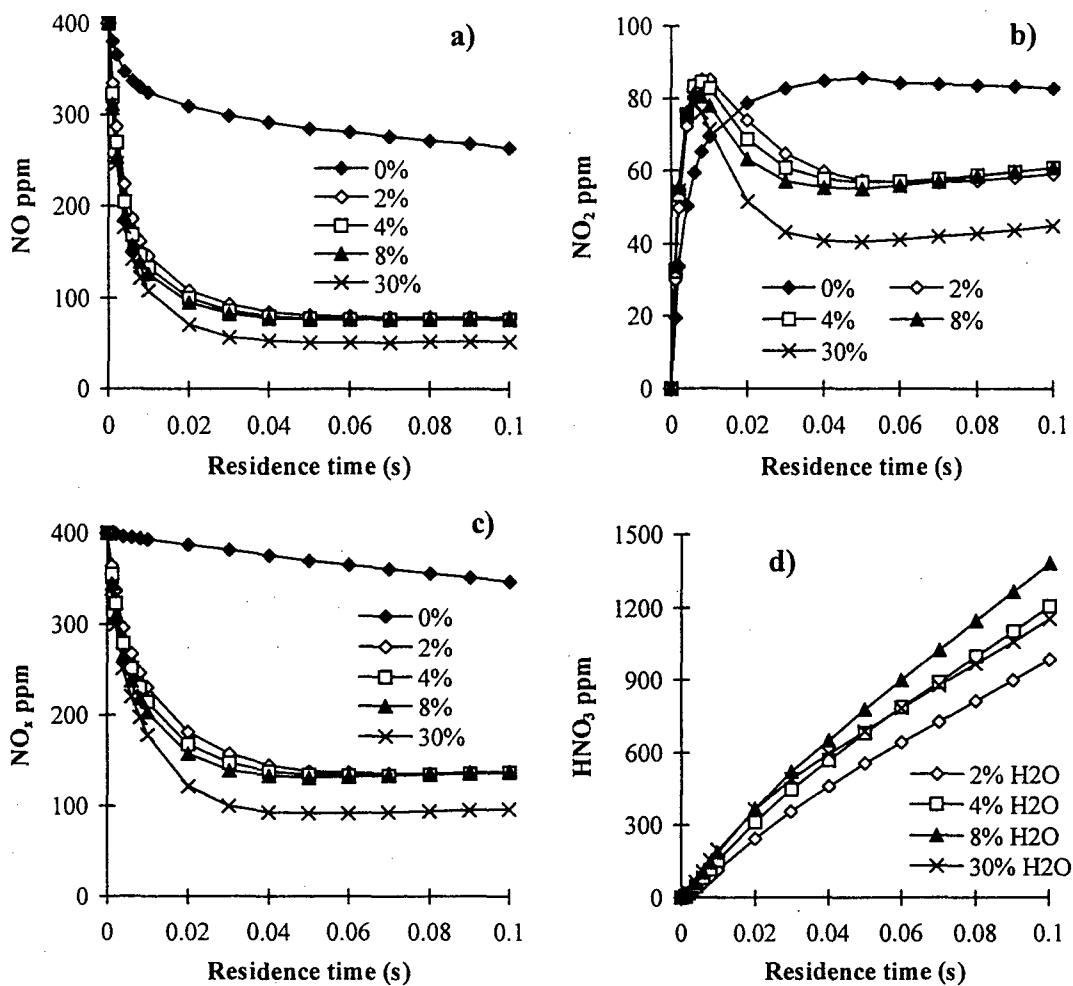 a)
400
300
200
100
0
NO ppm
0%
2%
4%
8%
30%
0 0.02 0.04 0.06 0.08 0.1
Residence time (s)
b)
100
80
60
40
20
0
NO2 ppm
0% 2%
4% 8%
30%
0 0.02 0.04 0.06 0.08 0.1
Residence time (s)
c)
400
300
200
100
0
NOx ppm
0%
2%
4%
8%
30%
0 0.02 0.04 0.06 0.08 0.1
Residence time (s)
d)
1500
1200
900
600
300
0
HNO3 ppm
2% H2O
4% H2O
8% H2O
30% H2O
0 0.02 0.04 0.06 0.08 0.1
Residence time (s)